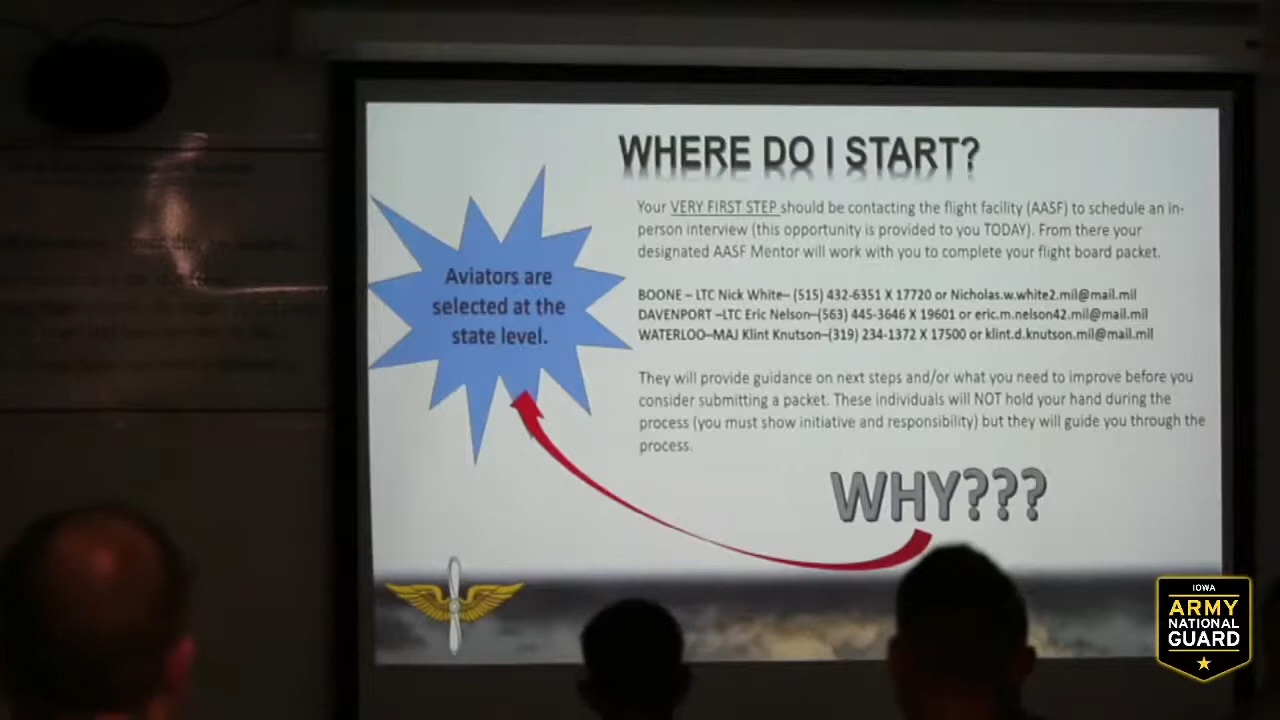 WHERE DO I START?
Your VERY FIRST STEP should be contacting the flight facility (AASF) to schedule an in-
person interview (this opportunity is provided to you TODAY). From there your
designated AASF Mentor will work with you to complete your flight board packet.
Aviators are
selected at the
state level.
BOONE – LTC Nick White– (515) 432-6351 X 17720 or Nicholas.w.white2.mil@mail.mil
DAVENPORT –LTC Eric Nelson–(563) 445-3646 X 19601 or eric.m.nelson42.mil@mail.mil
WATERLOO–MAJ Klint Knutson–(319) 234-1372 X 17500 or klint.d.knutson.mil@mail.mil
They will provide guidance on next steps and/or what you need to improve before you
consider submitting a packet. These individuals will NOT hold your hand during the
process (you must show initiative and responsibility) but they will guide you through the
process.
WHY???
IOWA
ARMY
NATIONAL
GUARD